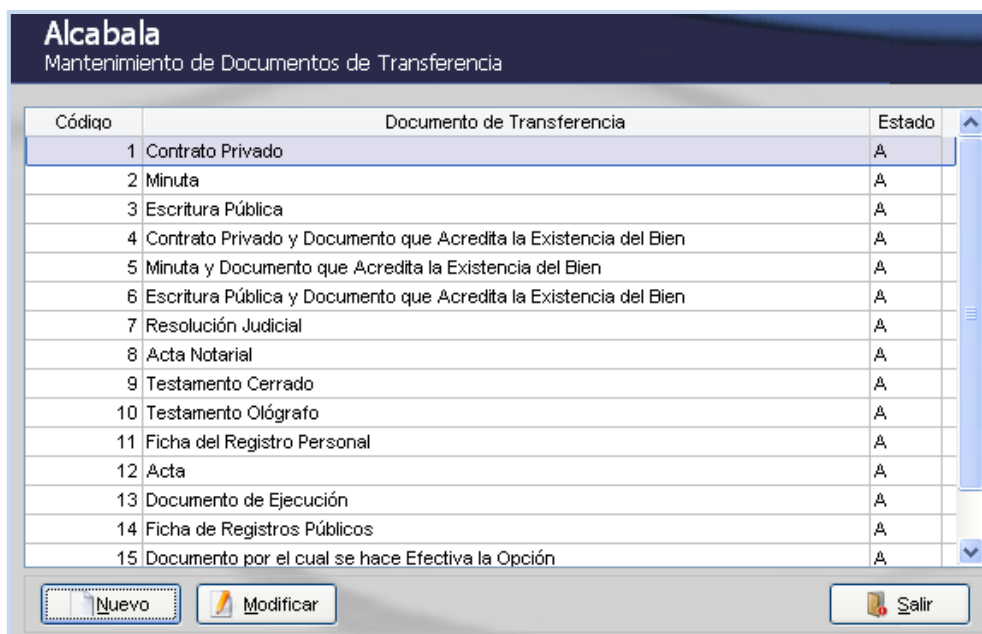 Alcabala
Mantenimiento de Documentos de Transferencia
Código Documento de Transferencia Estado
1 Contrato Privado A
2 Minuta A
3 Escritura Pública A
4 Contrato Privado y Documento que Acredita la Existencia del Bien A
5 Minuta y Documento que Acredita la Existencia del Bien A
6 Escritura Pública y Documento que Acredita la Existencia del Bien A
7 Resolución Judicial A
8 Acta Notarial A
9 Testamento Cerrado A
10 Testamento Ológrafo A
11 Ficha del Registro Personal A
12 Acta A
13 Documento de Ejecución A
14 Ficha de Registros Públicos A
15 Documento por el cual se hace Efectiva la Opción A
Nuevo Modificar Salir